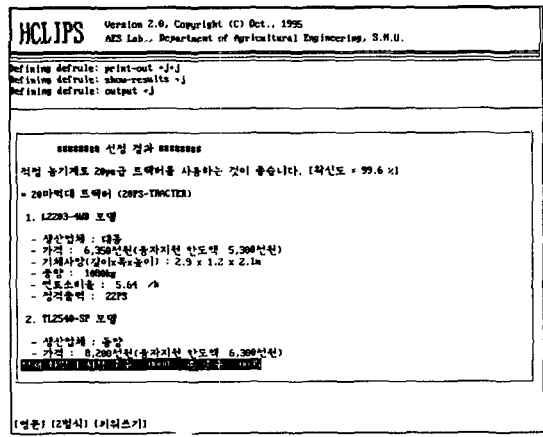 HCLIPS
Version 2.0, Copyright (C) Oct., 1995
AES Lab., Department of Agricultural Engineering, S.N.U.
Defining defrule: print-out +j+j
Defining defrule: show-results +j
Defining defrule: output +j
******** 선정 결과 ********
적정 농기계로 20ps급 트랙터를 사용하는 것이 좋습니다. [확신도 = 99.6 %]
* 20마력대 트랙터 (20PS-TRACTER)
1. L2203-4WD 모델
- 생산업체 : 대동
- 가격 : 6,350천원(융자지원 한도액 5,300천원)
- 기체사양(길이x폭x높이) : 2.9 x 1.2 x 2.1m
- 중량 : 1080kg
- 연료소비율 : 5.64 /h
- 정격출력 : 22PS
2. TL2540-SP 모델
- 생산업체 : 동양
- 가격 : 8,200천원(융자지원 한도액 6,300천원)
[영문] [2벌식] [끼워쓰기]